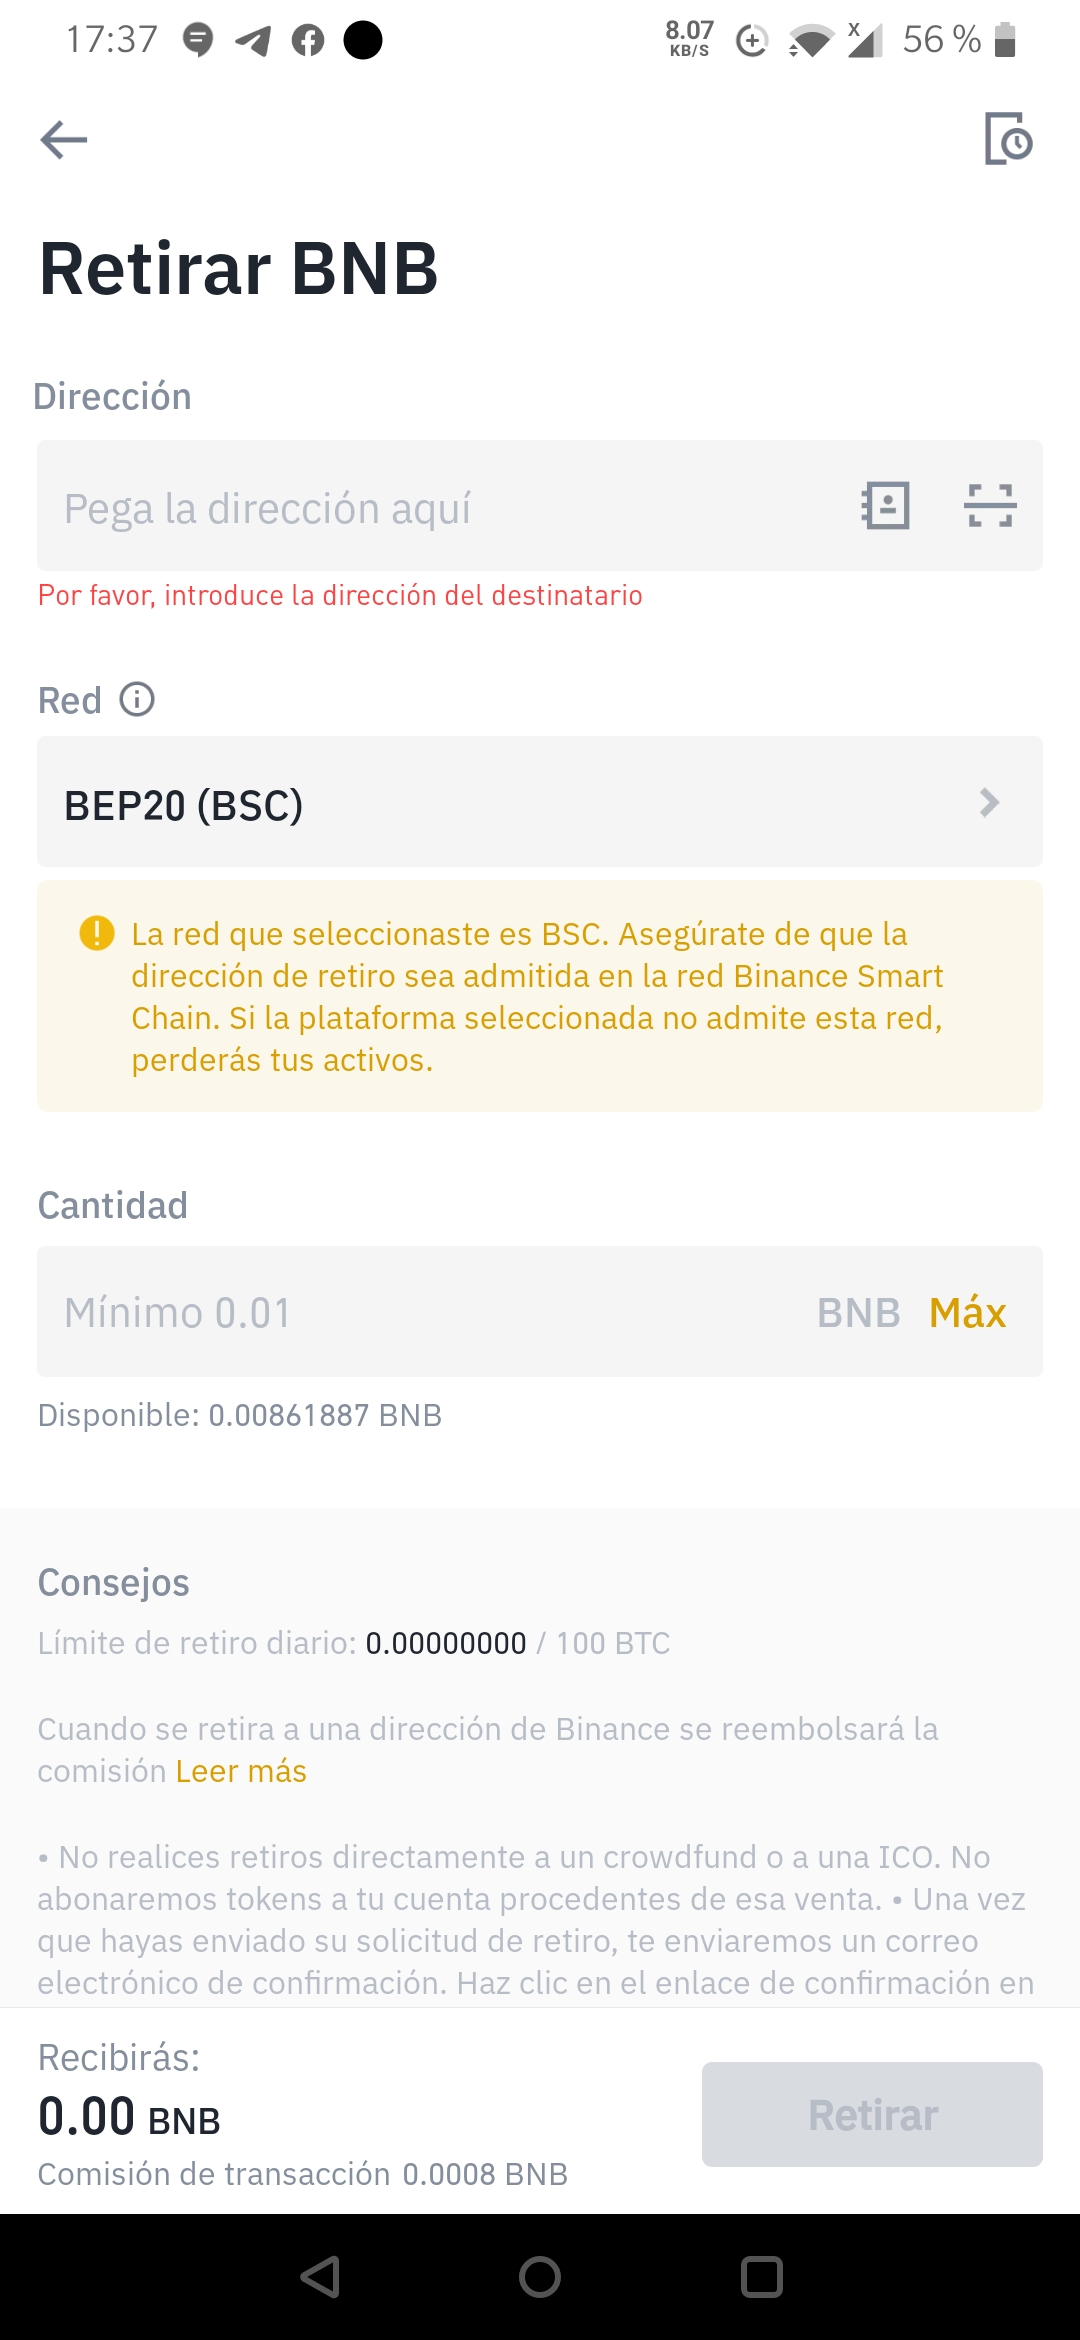 17:37
8.07
KB/S
X
56 %
Retirar BNB
Dirección
Pega la dirección aquí
Por favor, introduce la dirección del destinatario
Red
BEP20 (BSC)
La red que seleccionaste es BSC. Asegúrate de que la
dirección de retiro sea admitida en la red Binance Smart
Chain. Si la plataforma seleccionada no admite esta red,
perderás tus activos.
Cantidad
Mínimo 0.01 BNB Máx
Disponible: 0.00861887 BNB
Consejos
Límite de retiro diario: 0.00000000 / 100 BTC
Cuando se retira a una dirección de Binance se reembolsará la
comisión Leer más
• No realices retiros directamente a un crowdfund o a una ICO. No
abonaremos tokens a tu cuenta procedentes de esa venta. • Una vez
que hayas enviado su solicitud de retiro, te enviaremos un correo
electrónico de confirmación. Haz clic en el enlace de confirmación en
Recibirás:
0.00 BNB
Comisión de transacción 0.0008 BNB
Retirar